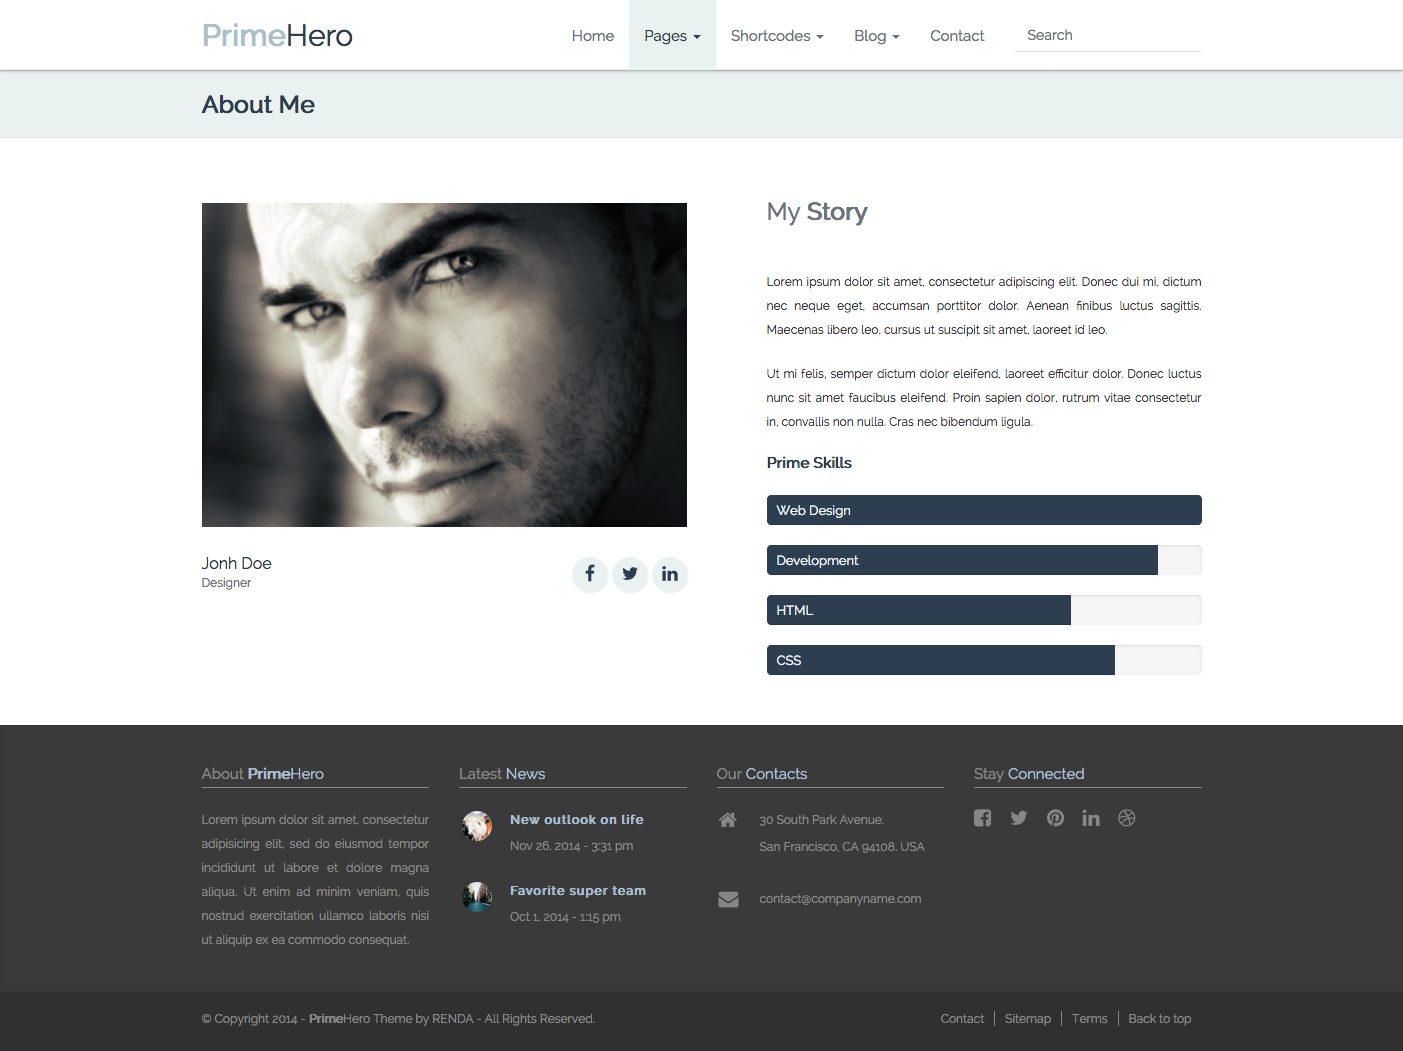 PrimeHero
Home
Pages
Shortcodes
Blog
Contact
Search
About Me
My Story
Lorem ipsum dolor sit amet, consectetur adipiscing elit. Donec dui mi, dictum
nec neque eget, accumsan porttitor dolor. Aenean finibus luctus sagittis.
Maecenas libero leo, cursus ut suscipit sit amet, laoreet id leo.
Ut mi felis, semper dictum dolor eleifend, laoreet efficitur dolor. Donec luctus
nunc sit amet faucibus eleifend. Proin sapien dolor, rutrum vitae consectetur
in, convallis non nulla. Cras nec bibendum ligula.
Prime Skills
Web Design
Development
HTML
CSS
Jonh Doe
Designer
About PrimeHero
Lorem ipsum dolor sit amet, consectetur
adipisicing elit, sed do eiusmod tempor
incididunt ut labore et dolore magna
aliqua. Ut enim ad minim veniam, quis
nostrud exercitation ullamco laboris nisi
ut aliquip ex ea commodo consequat.
Latest News
New outlook on life
Nov 26, 2014 - 3:31 pm
Favorite super team
Oct 1, 2014 - 1:15 pm
Our Contacts
30 South Park Avenue.
San Francisco, CA 94108. USA
contact@companyname.com
Stay Connected
© Copyright 2014 - PrimeHero Theme by RENDA - All Rights Reserved.
Contact
Sitemap
Terms
Back to top